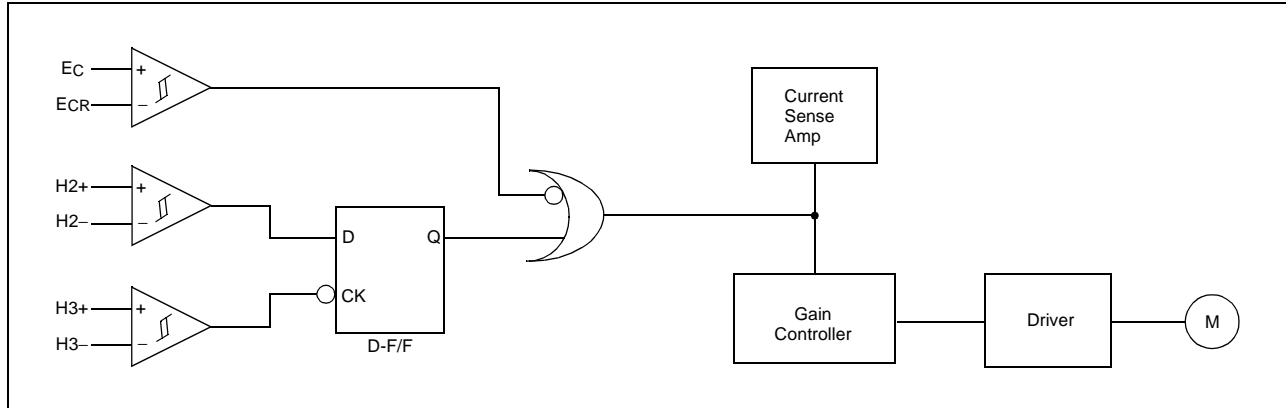 EC
+
ECR
−
Current
Sense
Amp
H2+
+
H2−
−
D
Q
CK
D-F/F
H3+
+
H3−
−
Gain
Controller
Driver
M